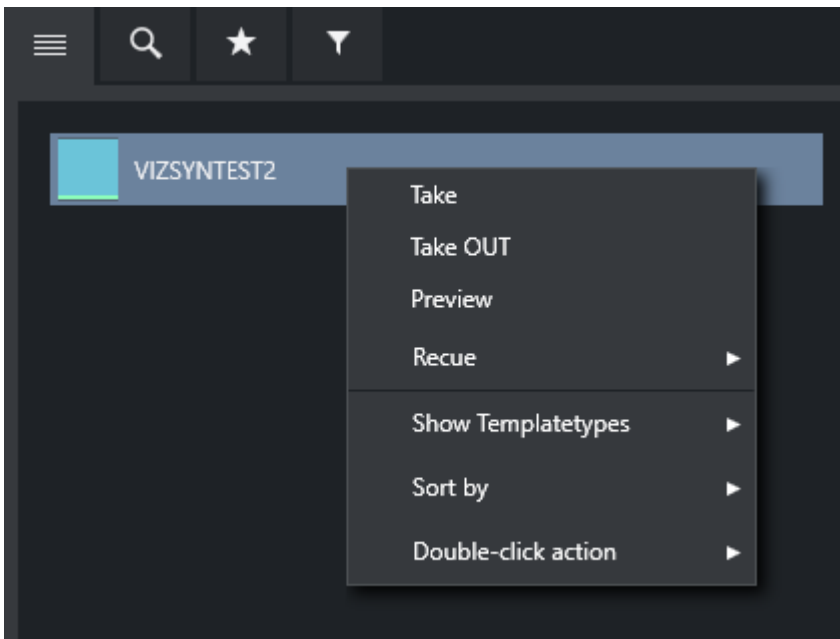 VIZSYNTEST2
Take
Take OUT
Preview
Recue
Show Templatetypes
Sort by
Double-click action